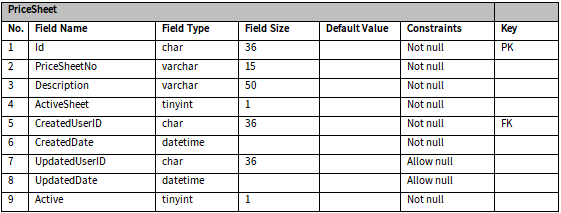 PriceSheet
No. Field Name Field Type Field Size Default Value Constraints Key
1 Id char 36 Not null PK
2 PriceSheetNo varchar 15 Not null
3 Description varchar 50 Not null
4 ActiveSheet tinyint 1 Not null
5 CreatedUserID char 36 Not null FK
6 CreatedDate datetime Not null
7 UpdatedUserID char 36 Allow null
8 UpdatedDate datetime Allow null
9 Active tinyint 1 Not null